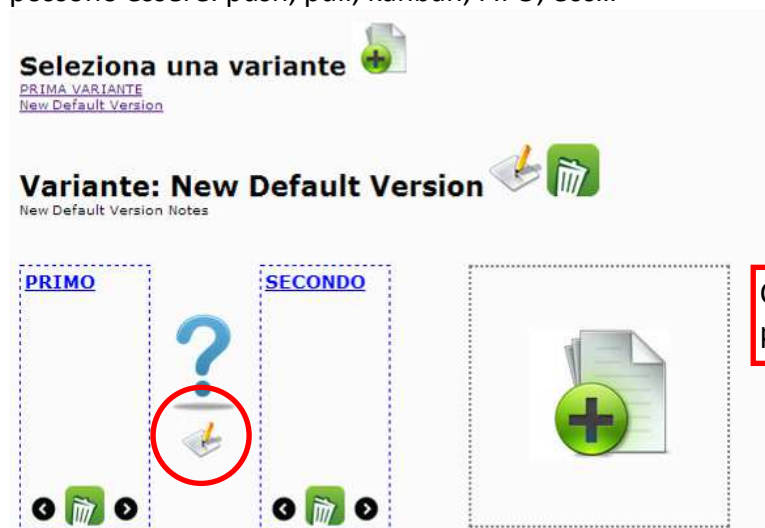 possono essere: push, pull, kanban, FIFO, ecc...
Seleziona una variante
PRIMA VARIANTE
New Default Version
Variante: New Default Version
New Default Version Notes
PRIMO
SECONDO